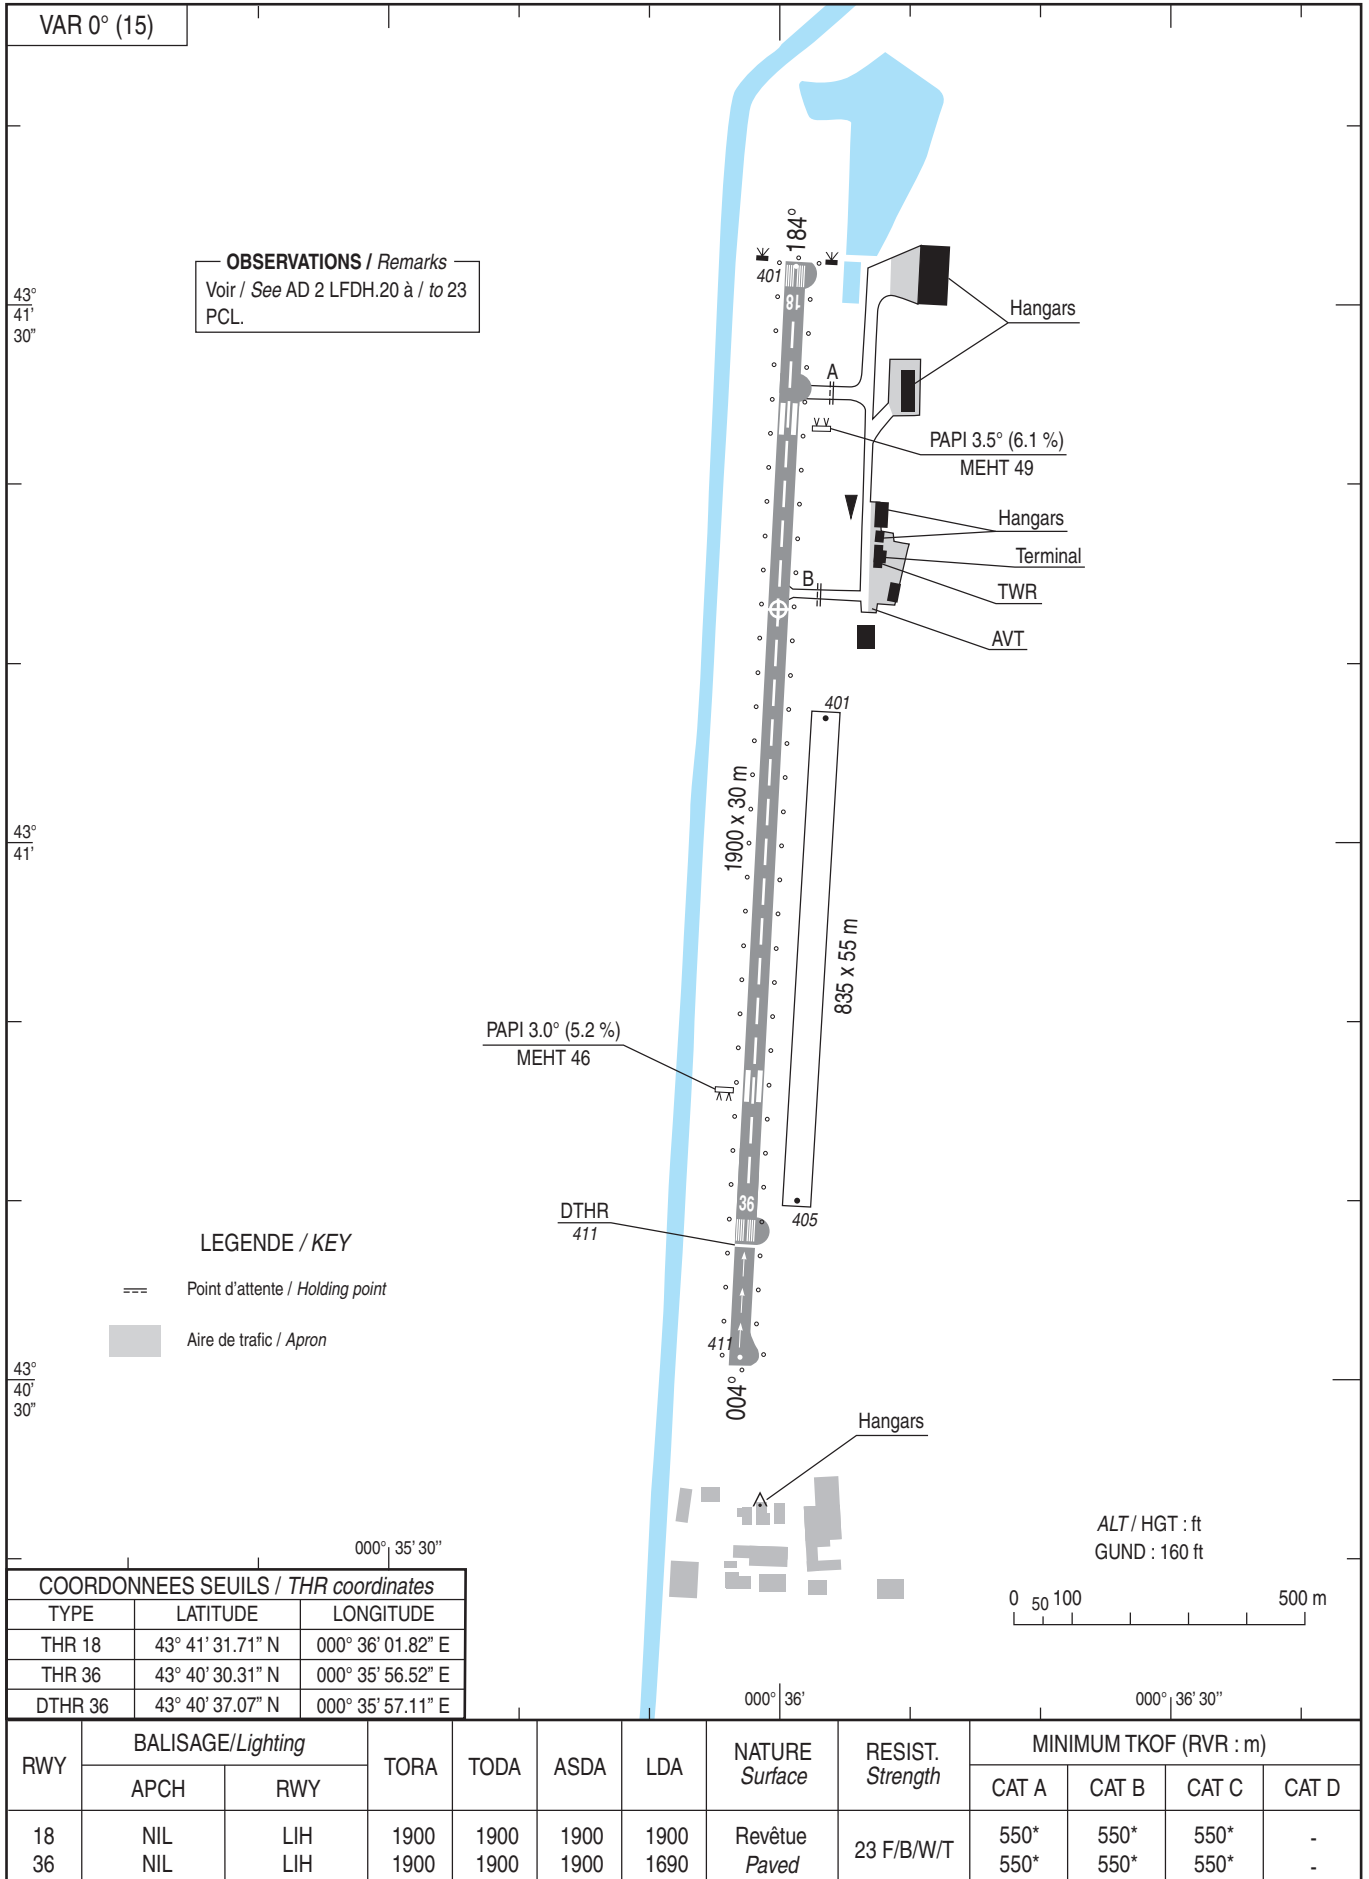 VAR 0° (15)
184°
401
18
OBSERVATIONS / Remarks
Voir / See AD 2 LFDH.20 à / to 23
PCL.
43°
41'
30”
Hangars
A
PAPI 3.5° (6.1 %)
MEHT 49
Hangars
Terminal
TWR
B
AVT
401
1900 x 30 m
43°
41'
835 x 55 m
PAPI 3.0° (5.2 %)
MEHT 46
36
DTHR
411
405
LEGENDE / KEY
Point d'attente / Holding point
Aire de trafic / Apron
411
43°
40'
30”
004°
Hangars
ALT / HGT : ft
GUND : 160 ft
000° 35' 30”
0 50 100 500 m
000° 36'
000° 36' 30”
COORDONNEES SEUILS / THR coordinates
TYPE LATITUDE LONGITUDE
THR 18 43° 41' 31.71” N 000° 36' 01.82” E
THR 36 43° 40' 30.31” N 000° 35' 56.52” E
DTHR 36 43° 40' 37.07” N 000° 35' 57.11” E
RWY BALISAGE/Lighting TORA TODA ASDA LDA NATURE RESIST. MINIMUM TKOF (RVR : m)
Surface Strength
APCH RWY CAT A CAT B CAT C CAT D
18 NIL LIH 1900 1900 1900 1900 Revêtue 23 F/B/W/T 550* 550* 550* -
36 NIL LIH 1900 1900 1900 1690 Paved 550* 550* 550* -